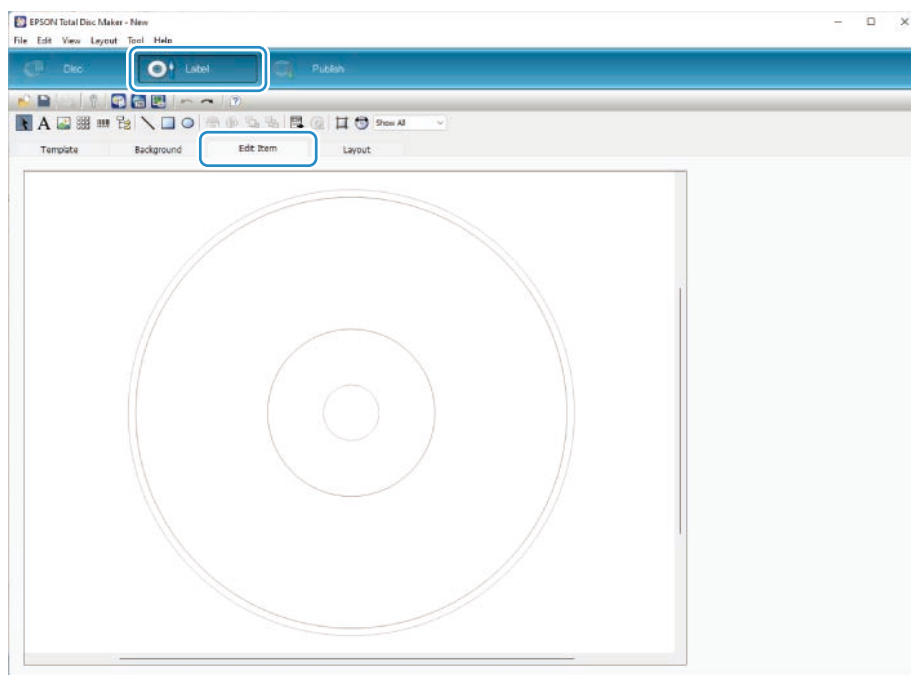 EPSON Total Disc Maker - New
File Edit View Layout Tool Help
Disc Label Publish
A Show All
Template Background Edit Item Layout